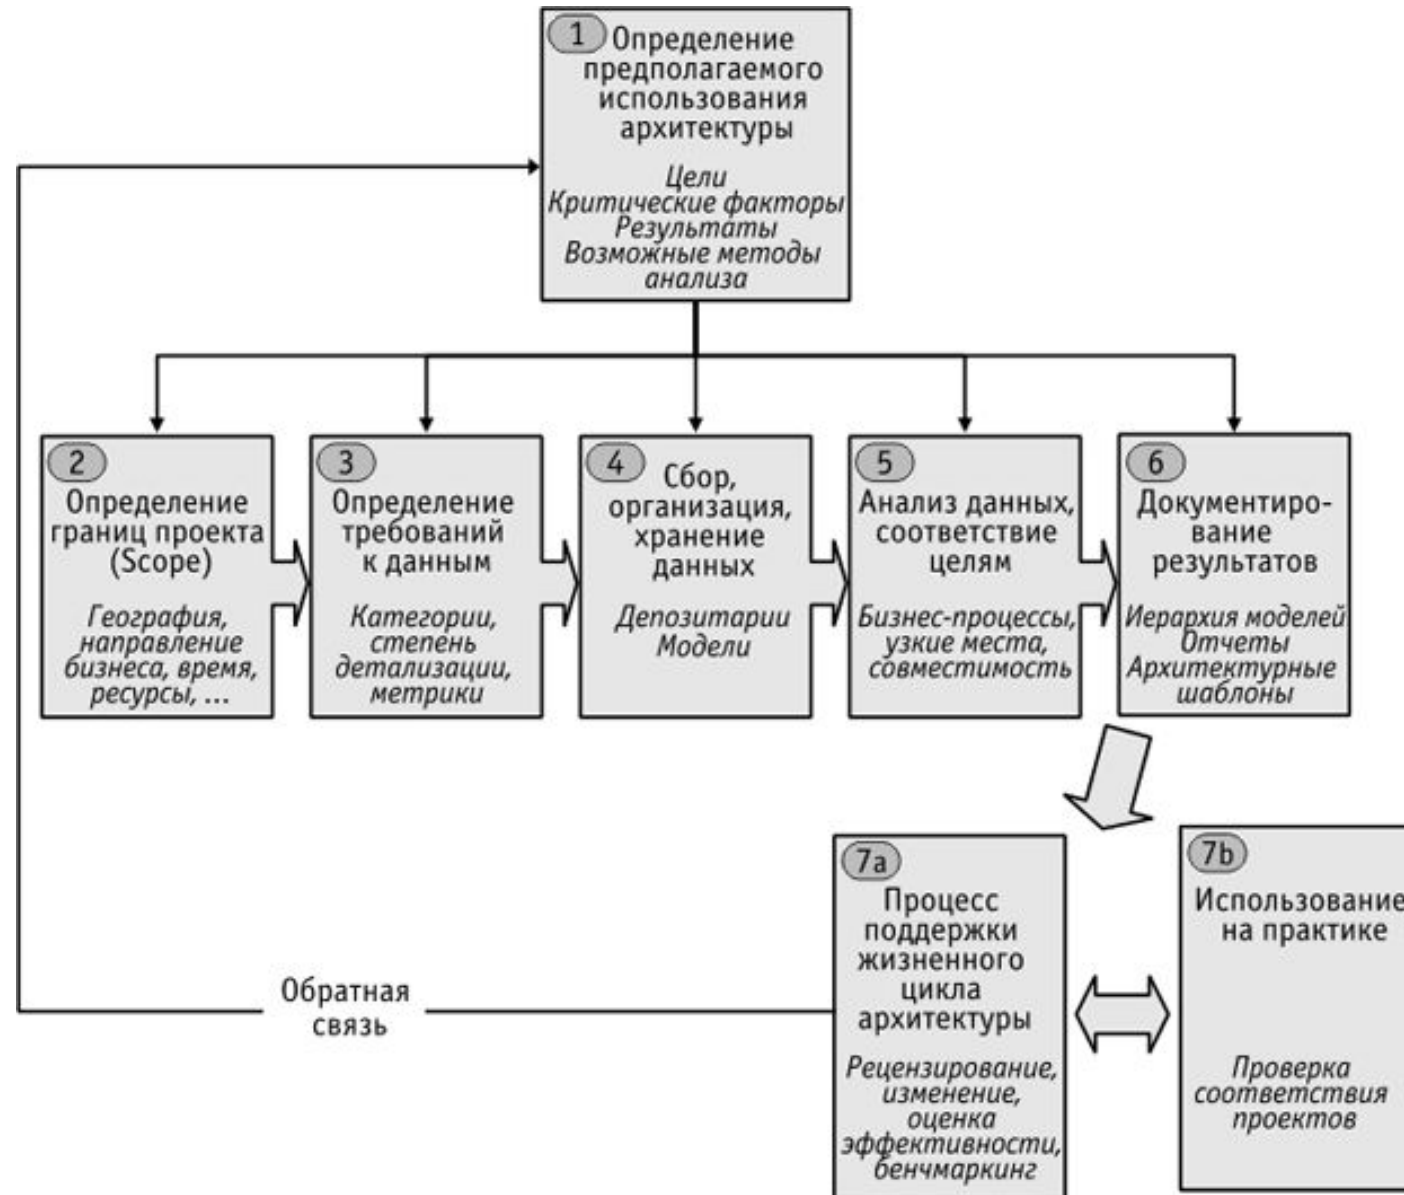 1
Определение
предполагаемого
использования
архитектуры
Цели
Критические факторы
Результаты
Возможные методы
анализа
2
Определение
границ проекта
(Scope)
География,
направление
бизнеса, время,
ресурсы, ...
3
Определение
требований
к данным
Категории,
степень
детализации,
метрики
4
Сбор,
организация,
хранение
данных
Депозитарии
Модели
5
Анализ данных,
соответствие
целям
Бизнес-процессы,
узкие места,
совместимость
6
Документиро-
вание
результатов
Иерархия моделей
Отчеты
Архитектурные
шаблоны
7a
Процесс
поддержки
жизненного
цикла
архитектуры
Рецензирование,
изменение,
оценка
эффективности,
бенчмаркинг
7b
Использование
на практике
Проверка
соответствия
проектов
Обратная
связь